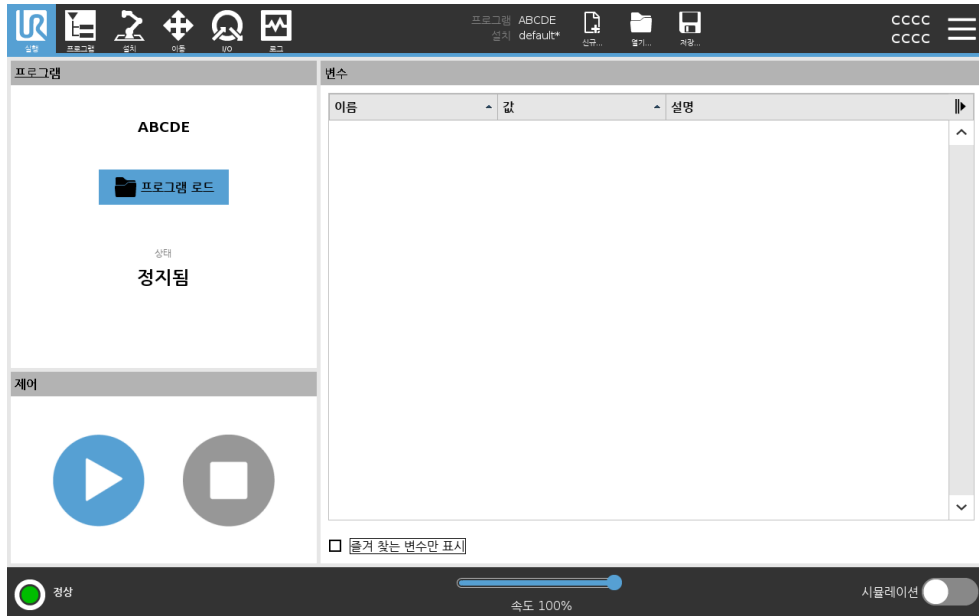 UR
실행
프로그램
설치
이동
I/O
로그
프로그램 ABCDE
설치 default*
신규...
열기...
저장...
CCCC
CCCC
프로그램
ABCDE
프로그램 로드
상태
정지됨
제어
변수
이름
값
설명
즐겨 찾는 변수만 표시
정상
속도 100%
시뮬레이션